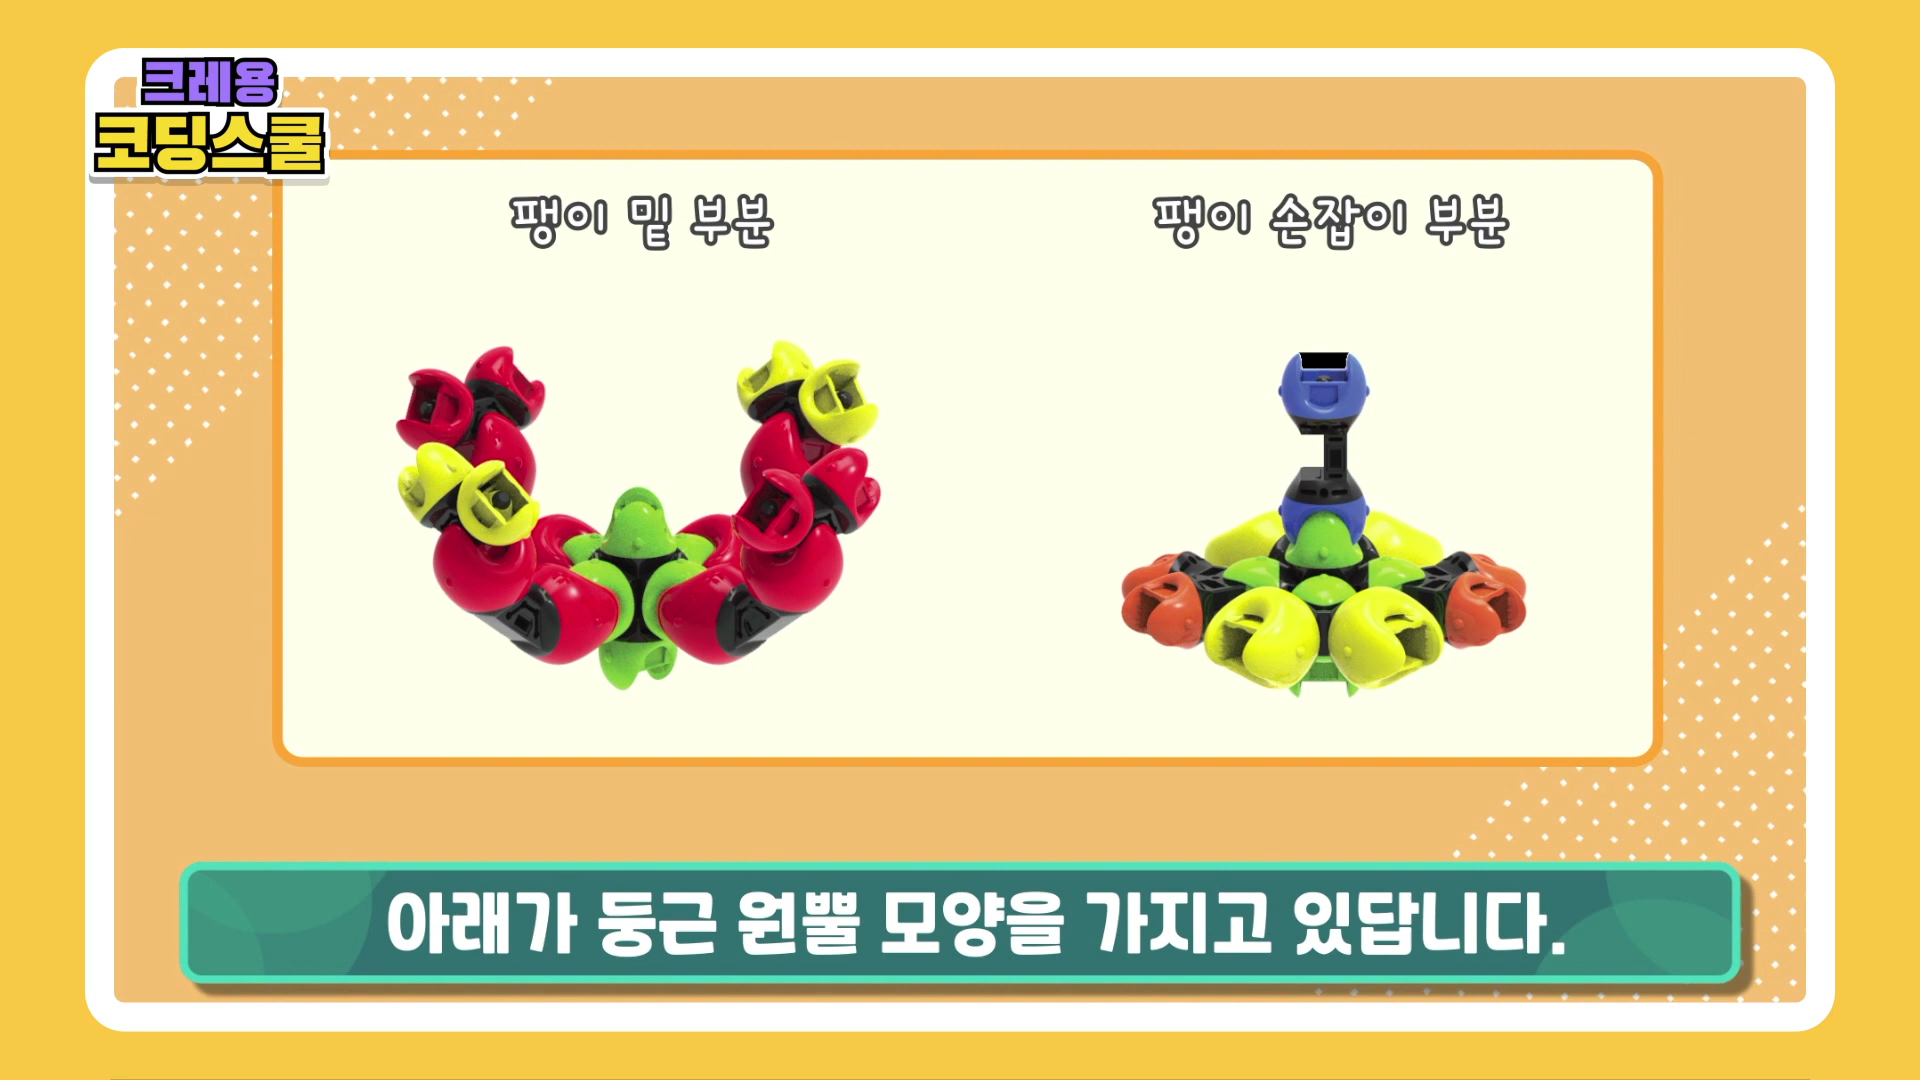 크레용
코딩스쿨
팽이 밑 부분
팽이 손잡이 부분
아래가 둥근 원뿔 모양을 가지고 있답니다.